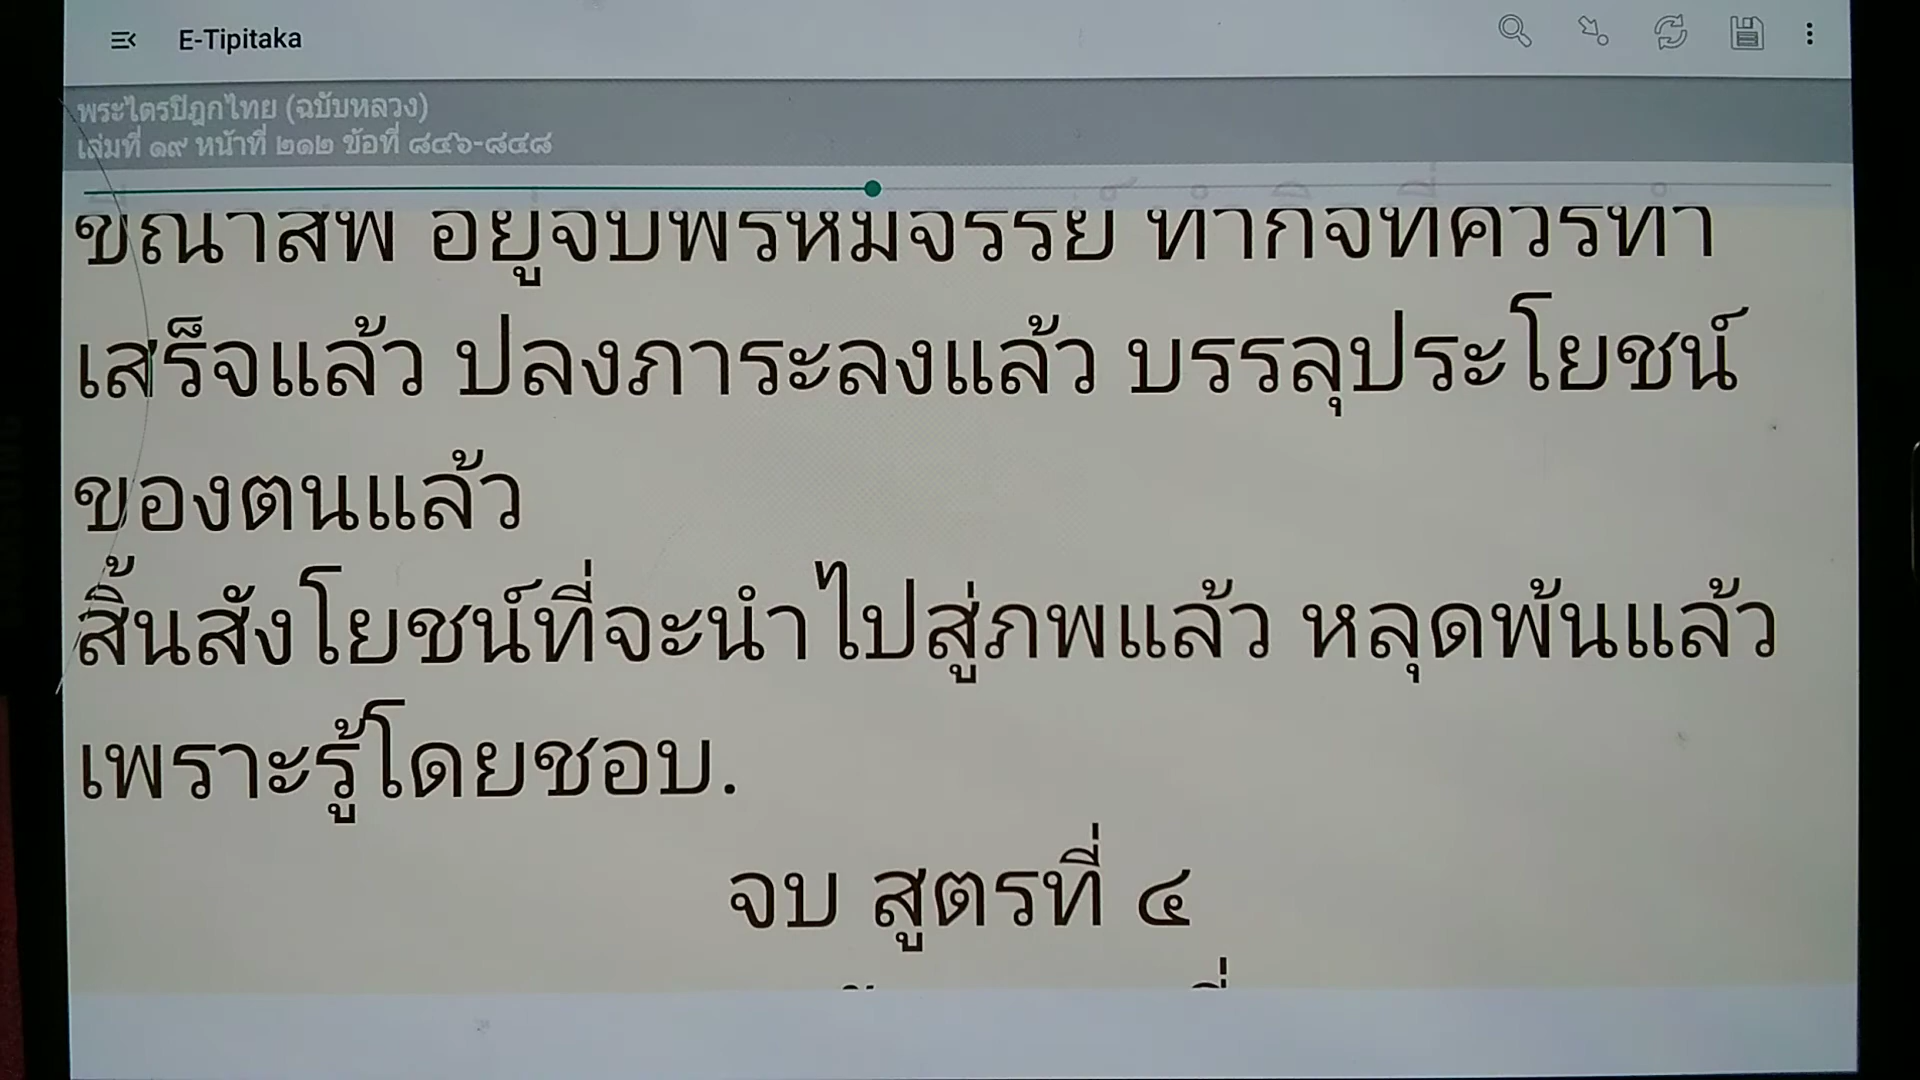 E-Tipitaka
พระไตรปิฎกไทย (ฉบับหลวง)
เล่มที่ ๑๙ หน้าที่ ๒๑๒ ข้อที่ ๘๔๖-๘๔๘
ขีณาสพ อยู่จบพรหมจรรย์ ทำกิจที่ควรทำ
เสร็จแล้ว ปลงภาระลงแล้ว บรรลุประโยชน์
ของตนแล้ว
สิ้นสังโยชน์ที่จะนำไปสู่ภพแล้ว หลุดพ้นแล้ว
เพราะรู้โดยชอบ.
จบ สูตรที่ ๔